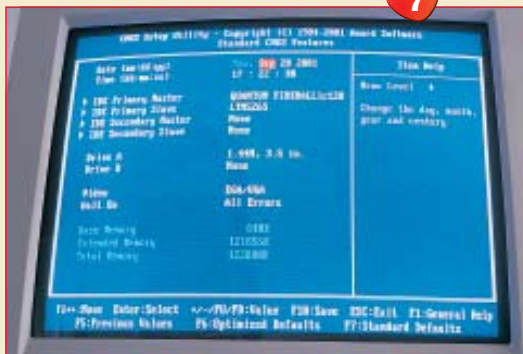 7
CMOS Setup Utility - Copyright (C) 1984-2001 Award Software
Standard CMOS Features
Date (mm:dd:yy) Thu, Sep 20 2001
Time (hh:mm:ss) 17 : 22 :
Item Help
Menu Level
Change the day, month, year and century.
IDE Primary Master
IDE Primary Slave
IDE Secondary Master None
IDE Secondary Slave None
Drive A 1.44M, 3.5 in.
Drive B None
Video EGA/VGA
Halt On All Errors
Base Memory
Extended Memory
Total Memory
Move Enter:Select +/-/PU/PD:Value F10:Save ESC:Exit F1:General Help
F5:Previous Values F6:Optimized Defaults F7:Standard Defaults